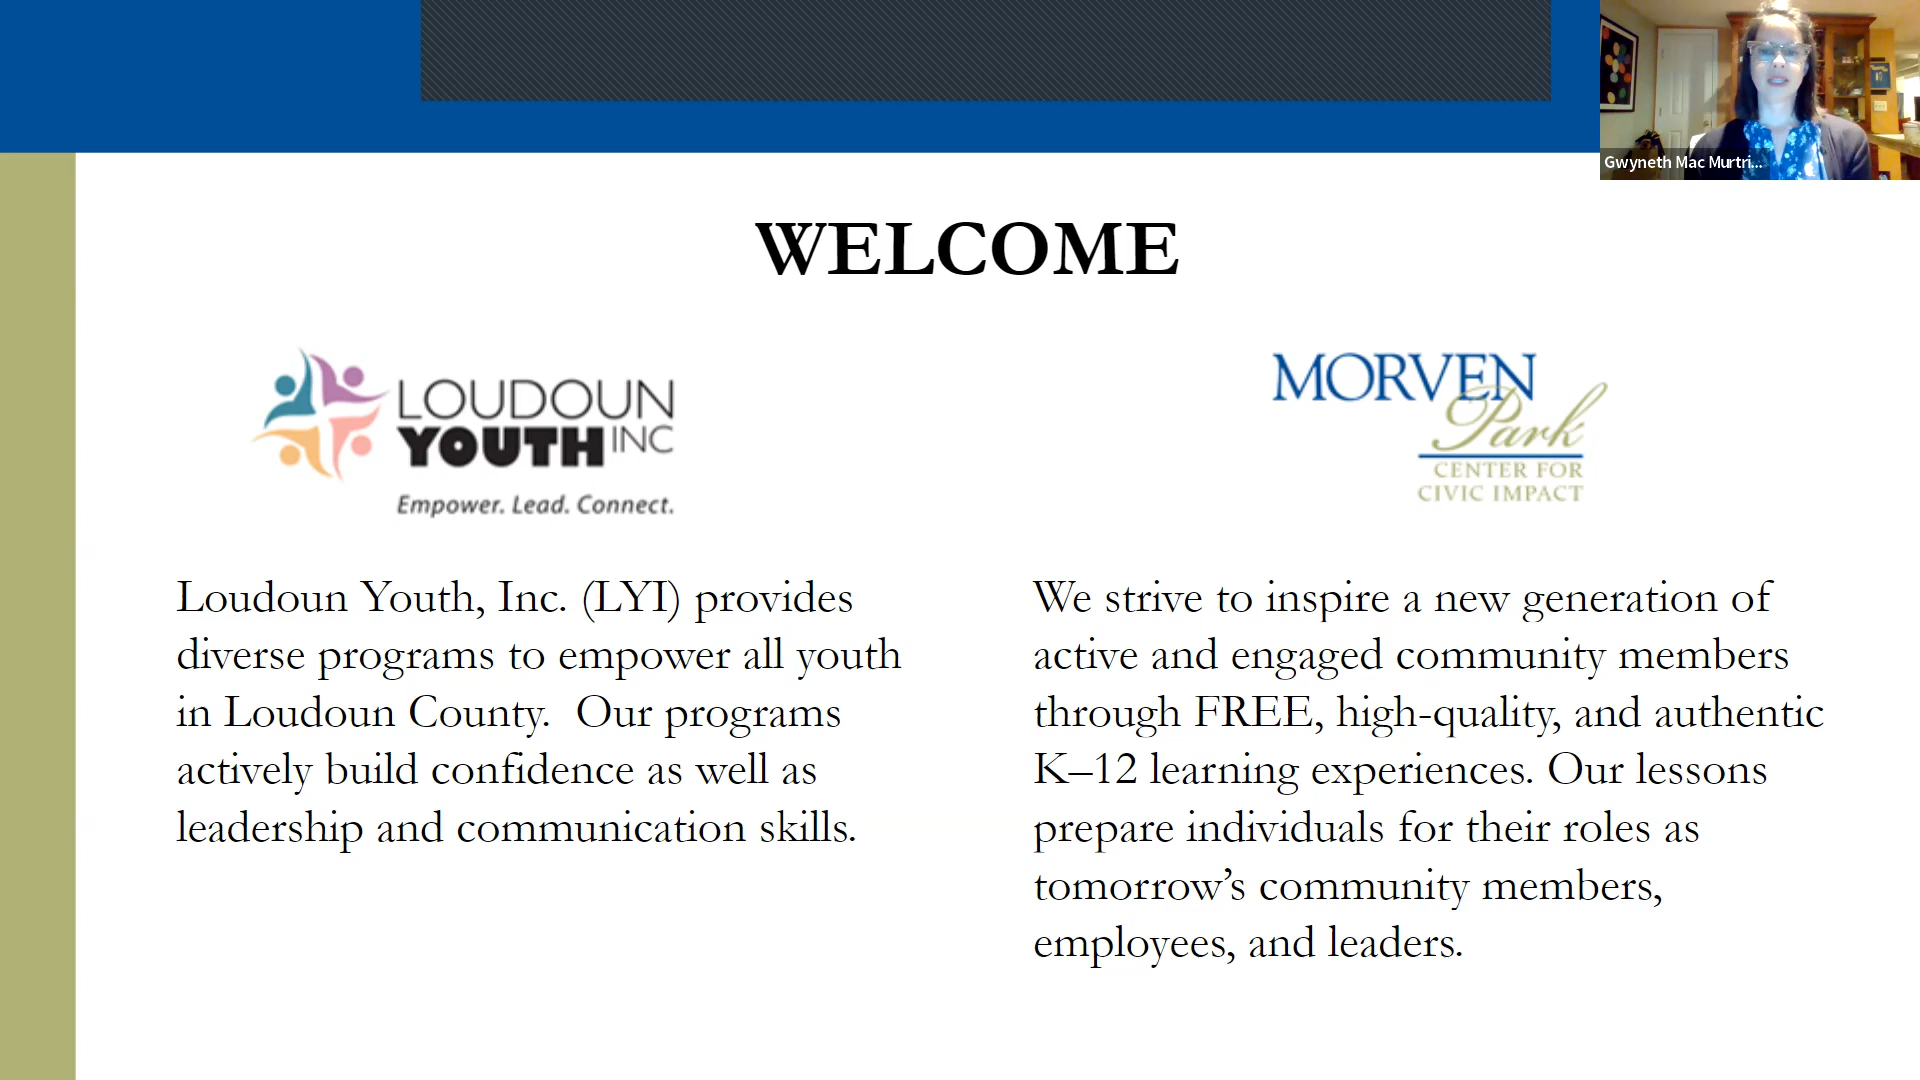 Gwyneth Mac Murtri...
WELCOME
LOUDOUN
YOUTH INC
Empower. Lead. Connect.
MORVEN
Park
CENTER FOR
CIVIC IMPACT
Loudoun Youth, Inc. (LYI) provides
diverse programs to empower all youth
in Loudoun County.  Our programs
actively build confidence as well as
leadership and communication skills.
We strive to inspire a new generation of
active and engaged community members
through FREE, high-quality, and authentic
K–12 learning experiences. Our lessons
prepare individuals for their roles as
tomorrow’s community members,
employees, and leaders.